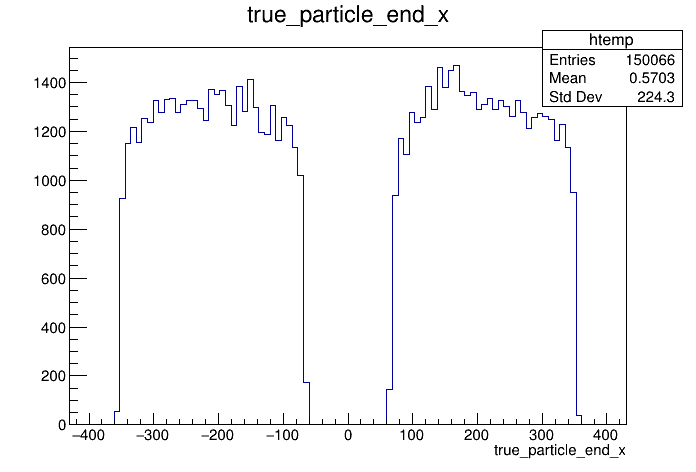 true_particle_end_x
htemp
Entries 150066
Mean 0.5703
Std Dev 224.3
1400
1200
1000
800
600
400
200
0
−400 −300 −200 −100 0 100 200 300 400
true_particle_end_x